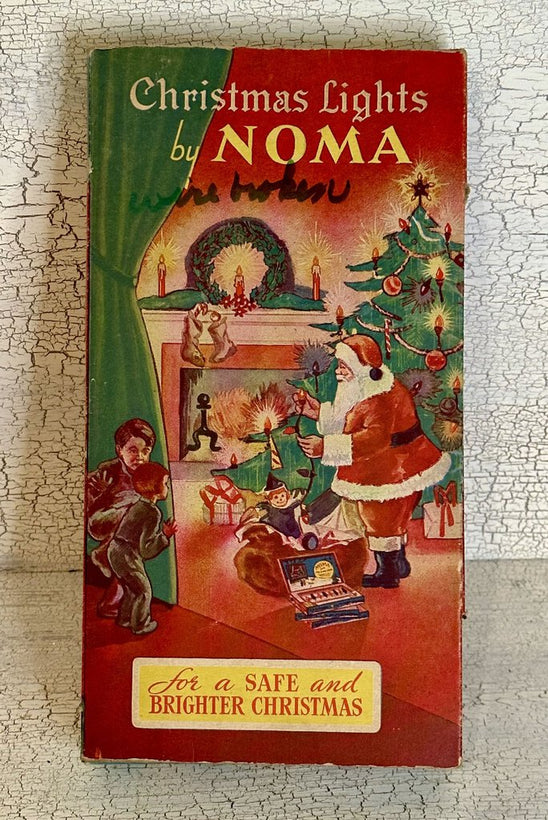 Christmas Lights
by NOMA
wire broken
for a SAFE and
BRIGHTER CHRISTMAS